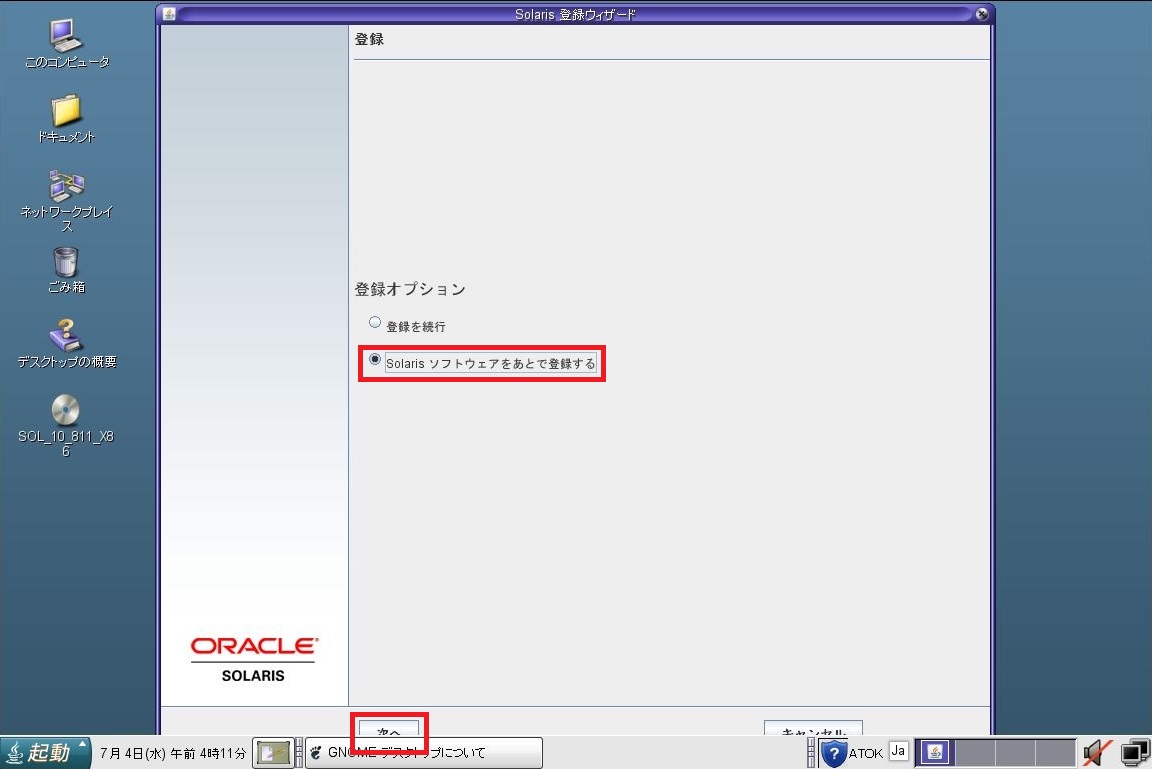 Solaris 登録ウィザード
このコンピュータ
ドキュメント
ネットワークプレイ
ス
ごみ箱
デスクトップの概要
SOL_10_811_X8
6
登録
登録オプション
登録を続行
Solaris ソフトウェアをあとで登録する
ORACLE
SOLARIS
次へ
キャンセル
起動
7月 4日(水) 午前 4時11分
GNOME デスクトップについて
ATOK
Ja